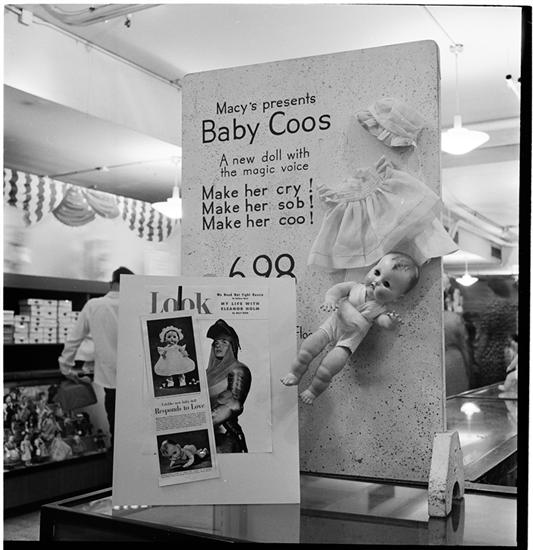 Macy's presents
Baby Coos
A new doll with
the magic voice
Make her cry!
Make her sob!
Make her coo!
6.98
Look
We Need Not Fight Russia
MY LIFE WITH
ELEANOR HOLM
Responds to Love